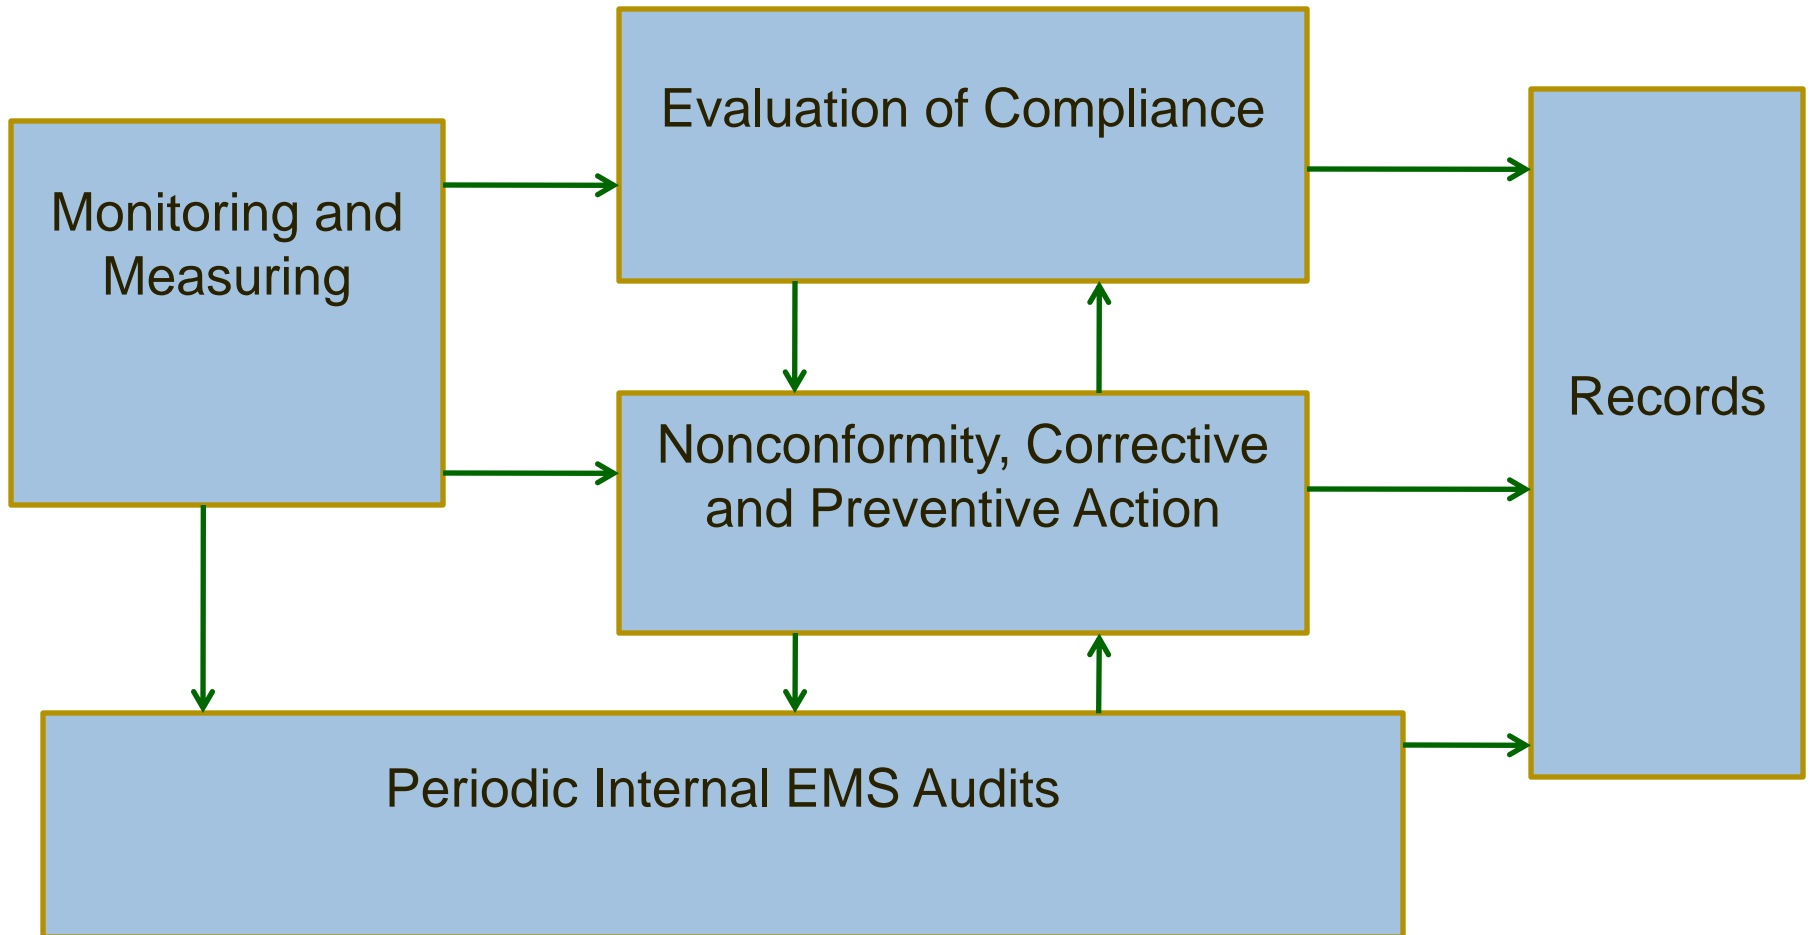 Evaluation of Compliance
Monitoring and
Measuring
Records
Nonconformity, Corrective
and Preventive Action
Periodic Internal EMS Audits